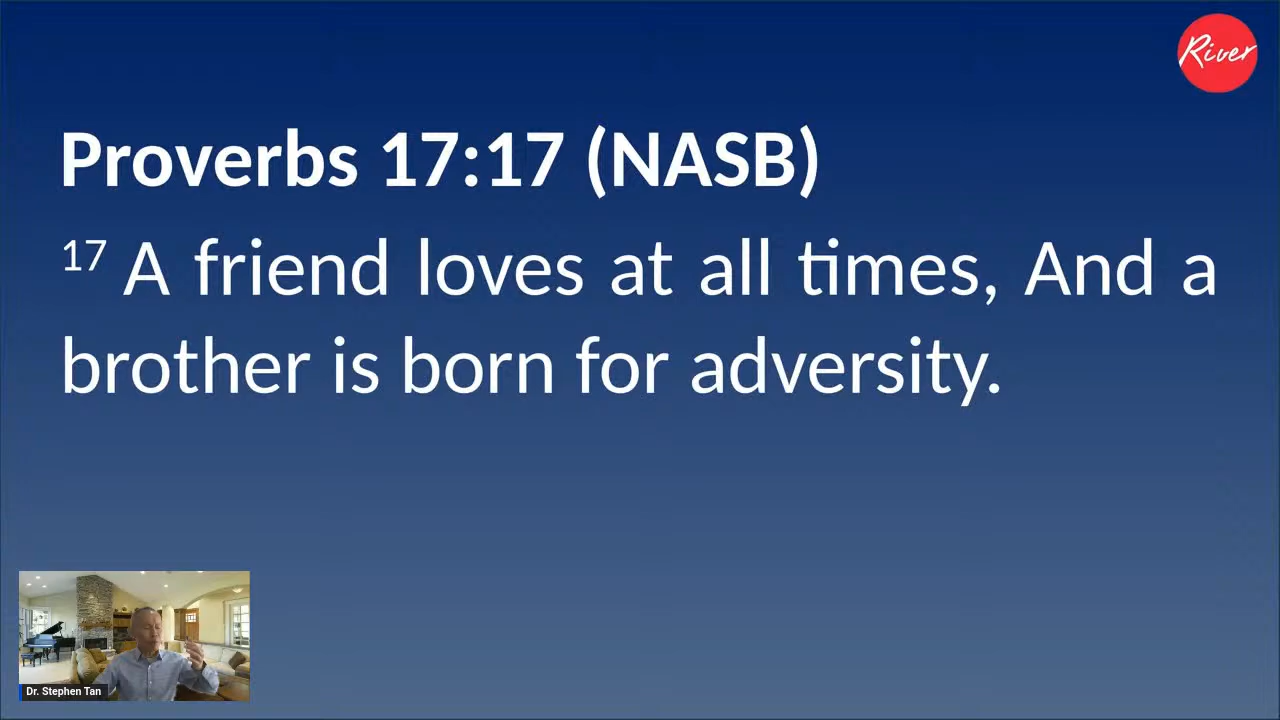 River
Proverbs 17:17 (NASB)
17 A friend loves at all times, And a
brother is born for adversity.
Dr. Stephen Tan